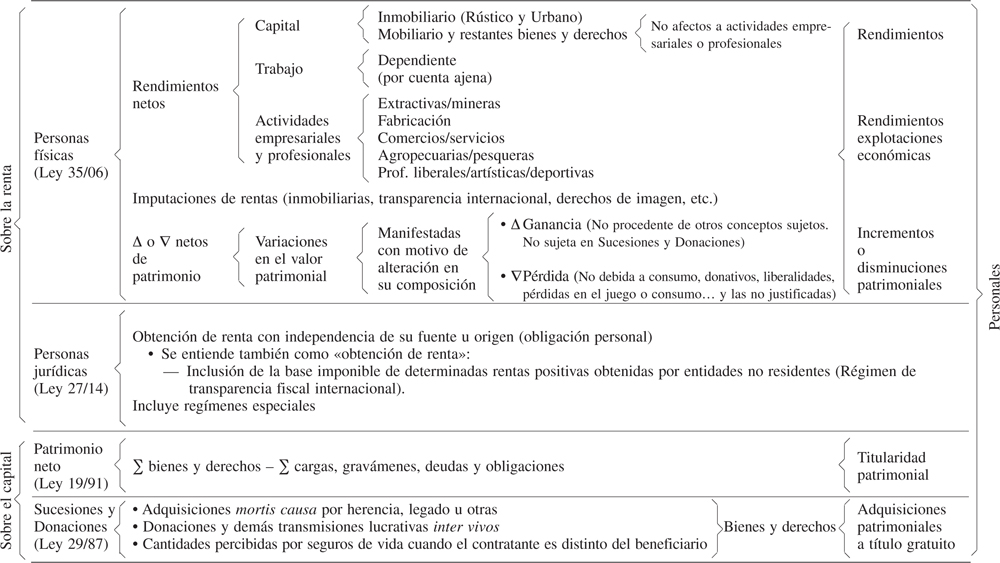 Sobre la renta
Personas
físicas
(Ley 35/06)
Rendimientos
netos
Capital
Inmobiliario (Rústico y Urbano)
Mobiliario y restantes bienes y derechos
No afectos a actividades empre-
sariales o profesionales
Rendimientos
Trabajo
Dependiente
(por cuenta ajena)
Actividades
empresariales
y profesionales
Extractivas/mineras
Fabricación
Comercios/servicios
Agropecuarias/pesqueras
Prof. liberales/artísticas/deportivas
Rendimientos
explotaciones
económicas
Imputaciones de rentas (inmobiliarias, transparencia internacional, derechos de imagen, etc.)
Δ o ∇ netos
de
patrimonio
Variaciones
en el valor
patrimonial
Manifestadas
con motivo de
alteración en
su composición
• Δ Ganancia (No procedente de otros conceptos sujetos.
No sujeta en Sucesiones y Donaciones)
• ∇ Pérdida (No debida a consumo, donativos, liberalidades,
pérdidas en el juego o consumo… y las no justificadas)
Incrementos
o
disminuciones
patrimoniales
Personas
jurídicas
(Ley 27/14)
Obtención de renta con independencia de su fuente u origen (obligación personal)
• Se entiende también como «obtención de renta»:
— Inclusión de la base imponible de determinadas rentas positivas obtenidas por entidades no residentes (Régimen de
transparencia fiscal internacional).
Incluye regímenes especiales
Personales
Sobre el capital
Patrimonio
neto
(Ley 19/91)
∑ bienes y derechos – ∑ cargas, gravámenes, deudas y obligaciones
Titularidad
patrimonial
Sucesiones y
Donaciones
(Ley 29/87)
• Adquisiciones mortis causa por herencia, legado u otras
• Donaciones y demás transmisiones lucrativas inter vivos
• Cantidades percibidas por seguros de vida cuando el contratante es distinto del beneficiario
Bienes y derechos
Adquisiciones
patrimoniales
a título gratuito